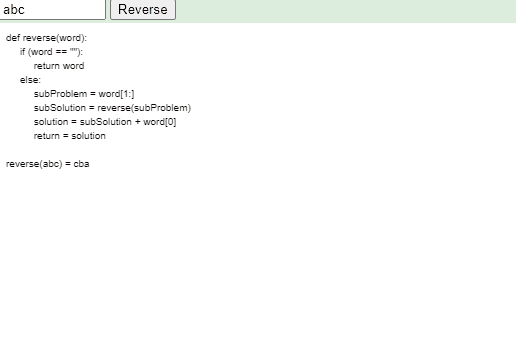 abc Reverse
def reverse(word):
if (word == ""):
return word
else:
subProblem = word[1:]
subSolution = reverse(subProblem)
solution = subSolution + word[0]
return = solution
reverse(abc) = cba